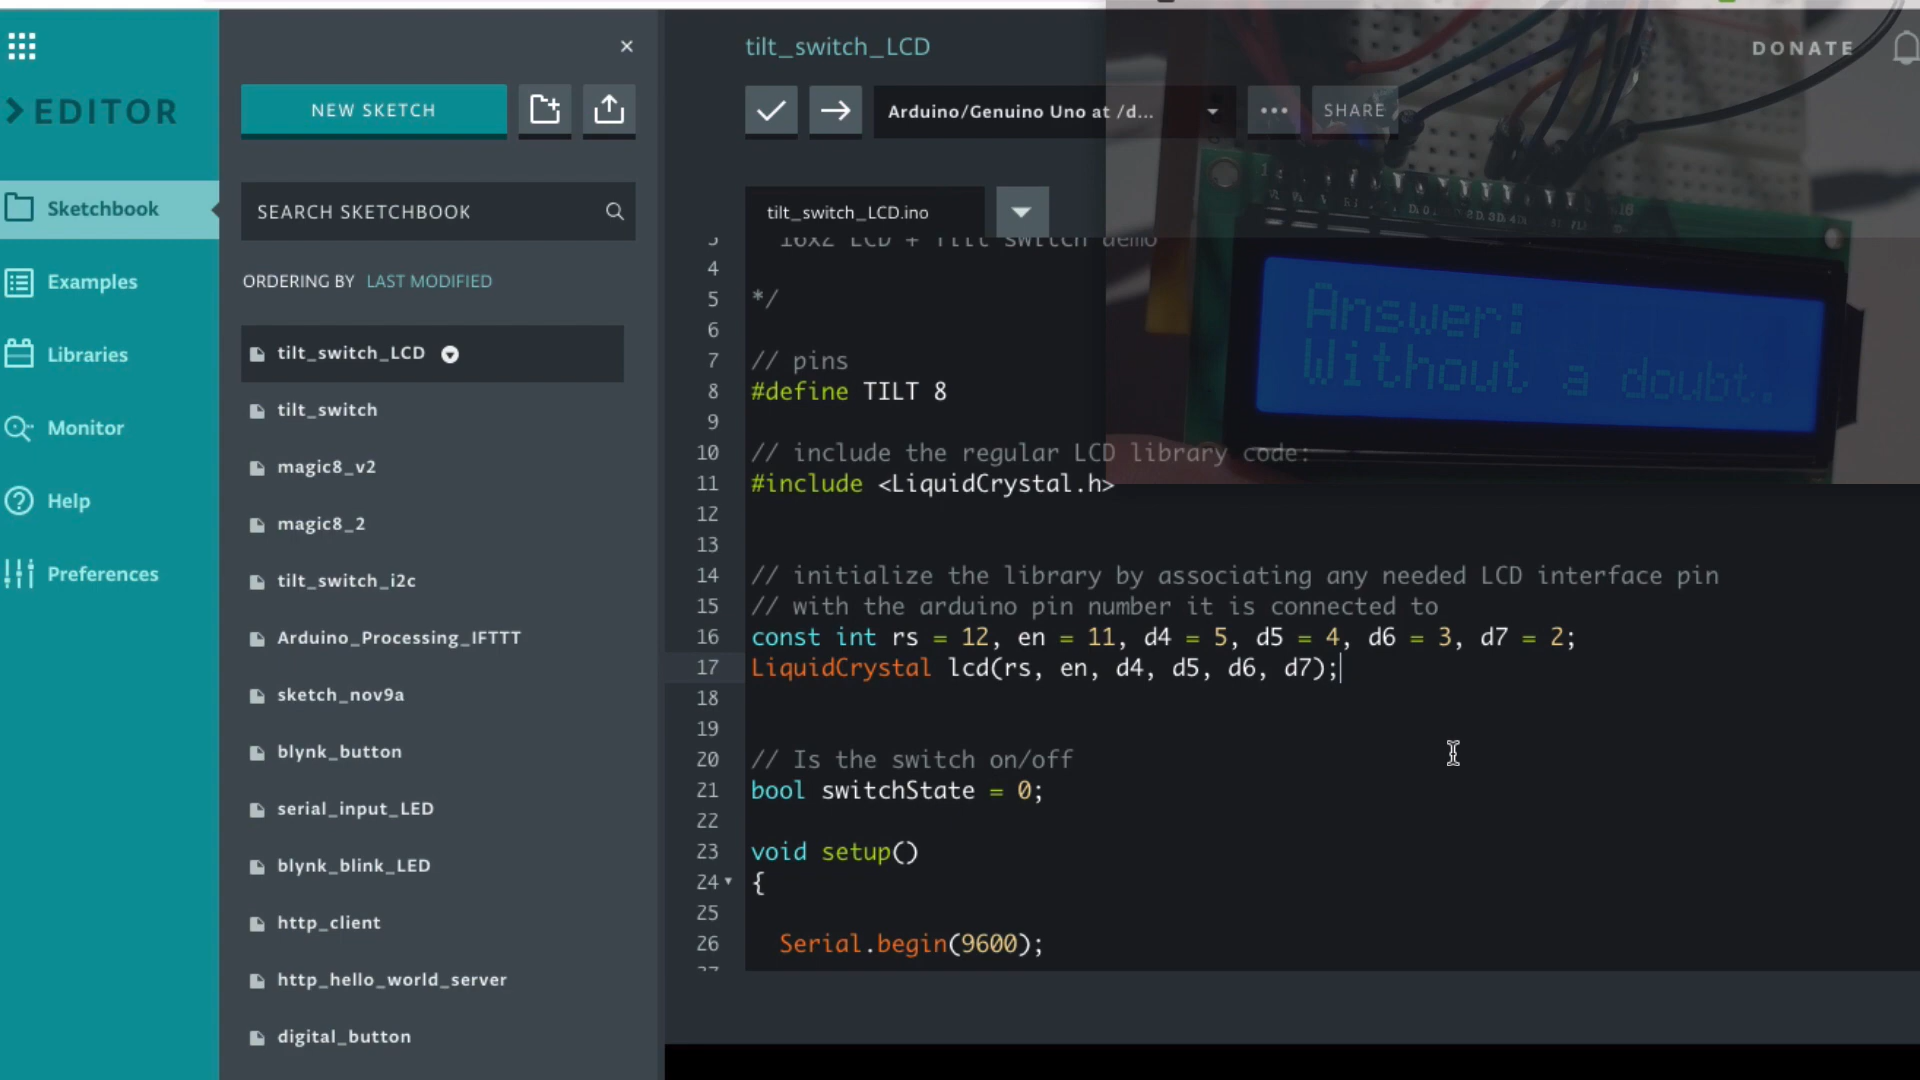 EDITOR
Sketchbook
Examples
Libraries
Monitor
Help
Preferences
NEW SKETCH
SEARCH SKETCHBOOK
ORDERING BY LAST MODIFIED
tilt_switch_LCD
tilt_switch
magic8_v2
magic8_2
tilt_switch_i2c
Arduino_Processing_IFTTT
sketch_nov9a
blynk_button
serial_input_LED
blynk_blink_LED
http_client
http_hello_world_server
digital_button
tilt_switch_LCD
DONATE
Arduino/Genuino Uno at /d...
SHARE
tilt_switch_LCD.ino
3 16x2 LCD + Tilt switch demo
4
5 */
6
7 // pins
8 #define TILT 8
9
10 // include the regular LCD library code:
11 #include <LiquidCrystal.h>
12
13
14 // initialize the library by associating any needed LCD interface pin
15 // with the arduino pin number it is connected to
16 const int rs = 12, en = 11, d4 = 5, d5 = 4, d6 = 3, d7 = 2;
17 LiquidCrystal lcd(rs, en, d4, d5, d6, d7);
18
19
20 // Is the switch on/off
21 bool switchState = 0;
22
23 void setup()
24 {
25
26 Serial.begin(9600);
Answer:
Without a doubt.